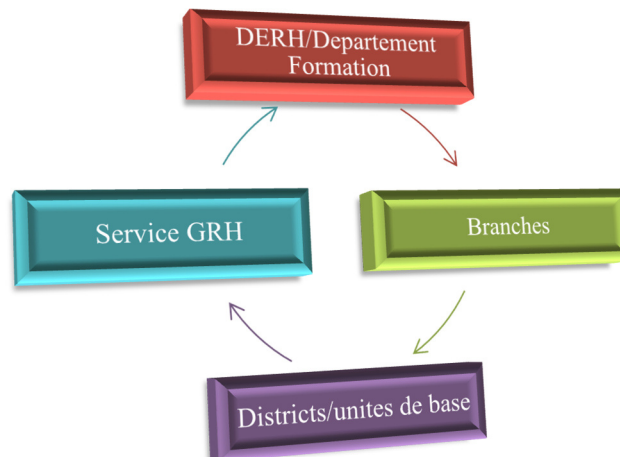 DERH/Departement
Formation
Service GRH
Branches
Districts/unites de base